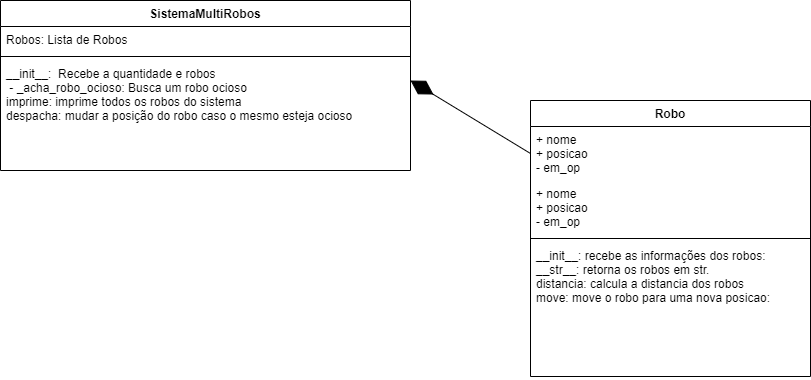 SistemaMultiRobos
Robos: Lista de Robos
__init__:  Recebe a quantidade e robos
- _acha_robo_ocioso: Busca um robo ocioso
imprime: imprime todos os robos do sistema
despacha: mudar a posição do robo caso o mesmo esteja ocioso
Robo
+ nome
+ posicao
- em_op
+ nome
+ posicao
- em_op
__init__: recebe as informações dos robos:
__str__: retorna os robos em str.
distancia: calcula a distancia dos robos
move: move o robo para uma nova posicao: